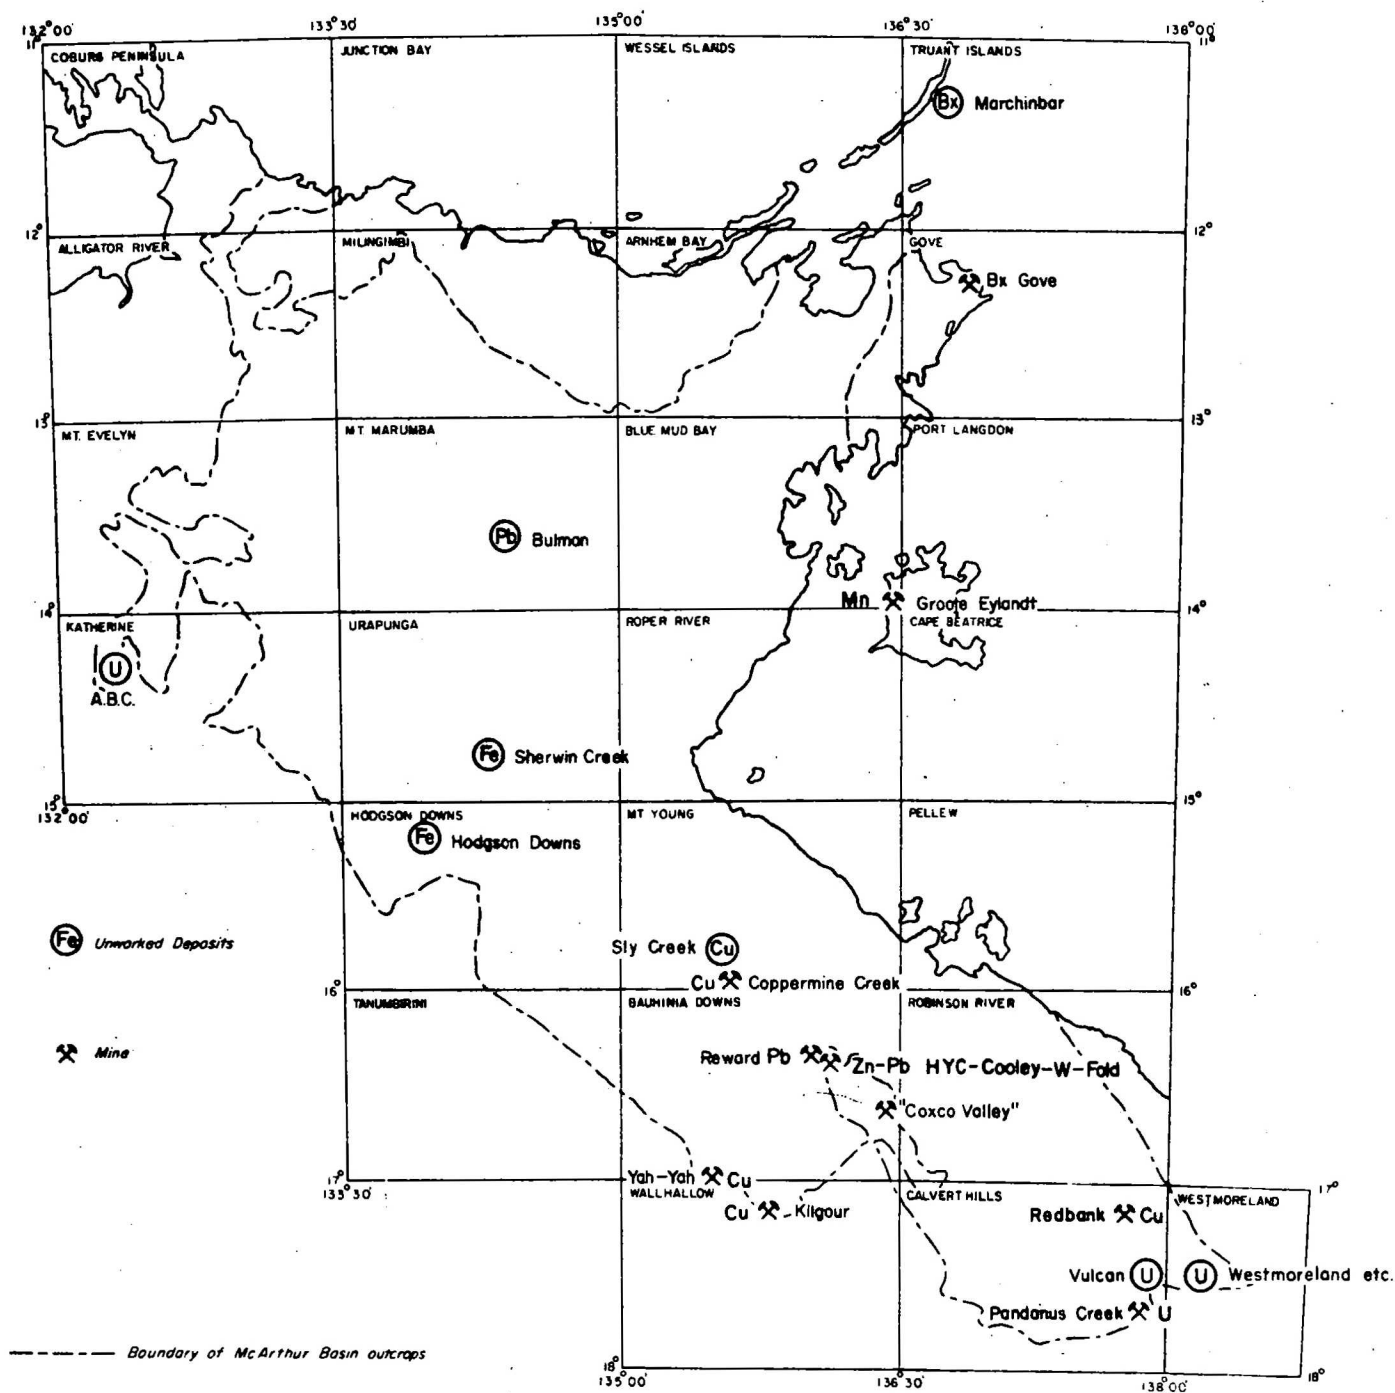 132°00'
133°30'
135°00'
136°30'
136°00'
11°
11°
COBURG PENINSULA
JUNCTION BAY
WESSEL ISLANDS
TRUANT ISLANDS
Bx Marchinbar
12°
ALLIGATOR RIVER
MILINGIMBI
ARNHEM BAY
GOVE
12°
Bx Gove
13°
MT. EVELYN
MT MARUMBA
BLUE MUD BAY
PORT LANGDON
13°
Pb Bulman
Mn Groote Eylandt
14°
KATHERINE
URAPUNGA
ROPER RIVER
CAPE BEATRICE
14°
U
A.B.C.
Fe Sherwin Creek
15°
132°00'
HODGSON DOWNS
MT YOUNG
PELLEW
15°
Fe Hodgson Downs
Fe Unworked Deposits
Sly Creek Cu
Cu Coppermine Creek
16°
TANUMBIRINI
BAUHINIA DOWNS
ROBINSON RIVER
16°
Mine
Reward Pb
Zn-Pb HYC-Cooley-W-Fold
"Coxco Valley"
17°
133°30'
Yah-Yah Cu
WALLHALLOW
CALVERT HILLS
WESTMORELAND
17°
Cu Kilgour
Redbank Cu
Vulcan U
U Westmoreland etc.
Pandanus Creek U
Boundary of McArthur Basin outcrops
18°
135°00'
136°30'
138°00'
18°